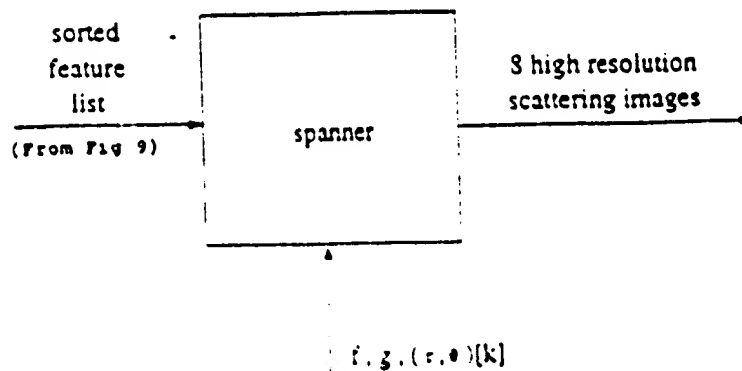 sorted
feature
list
(From Fig 9)
spanner
8 high resolution
scattering images
f, g, (r, θ)[k]